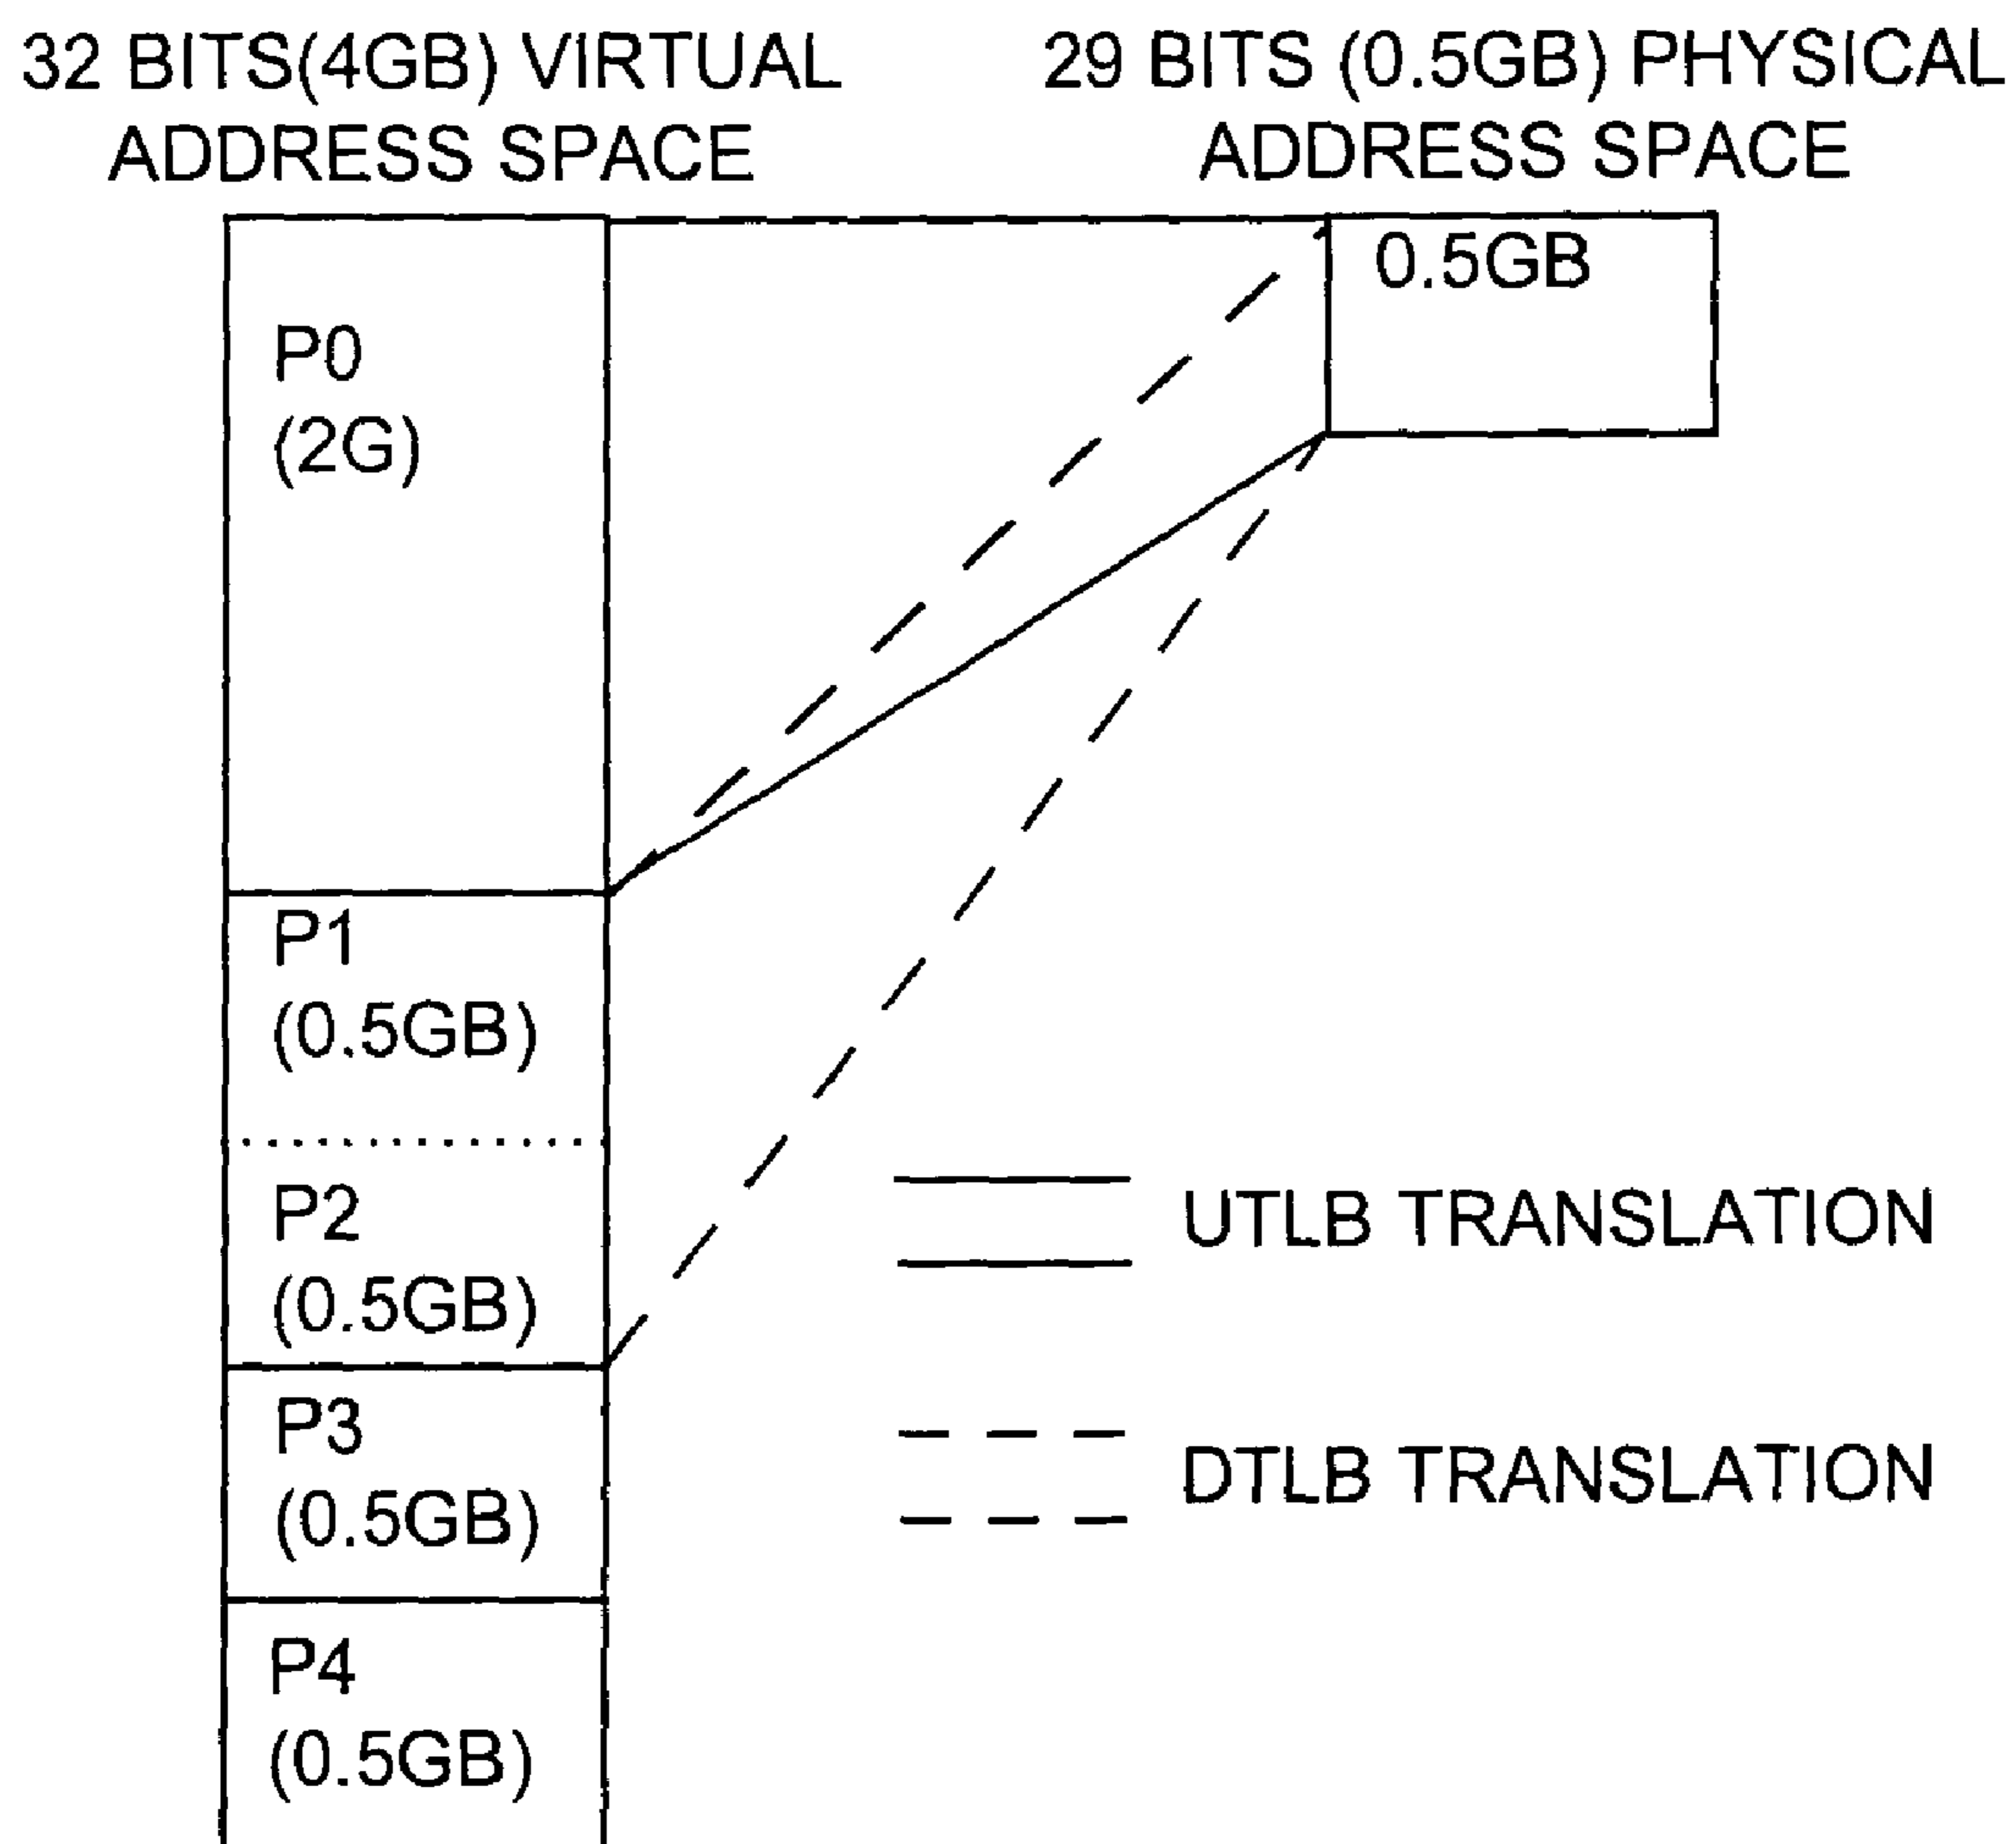 32 BITS(4GB) VIRTUAL
ADDRESS SPACE
29 BITS (0.5GB) PHYSICAL
ADDRESS SPACE
0.5GB
P0
(2G)
P1
(0.5GB)
P2
(0.5GB)
P3
(0.5GB)
P4
(0.5GB)
UTLB TRANSLATION
DTLB TRANSLATION